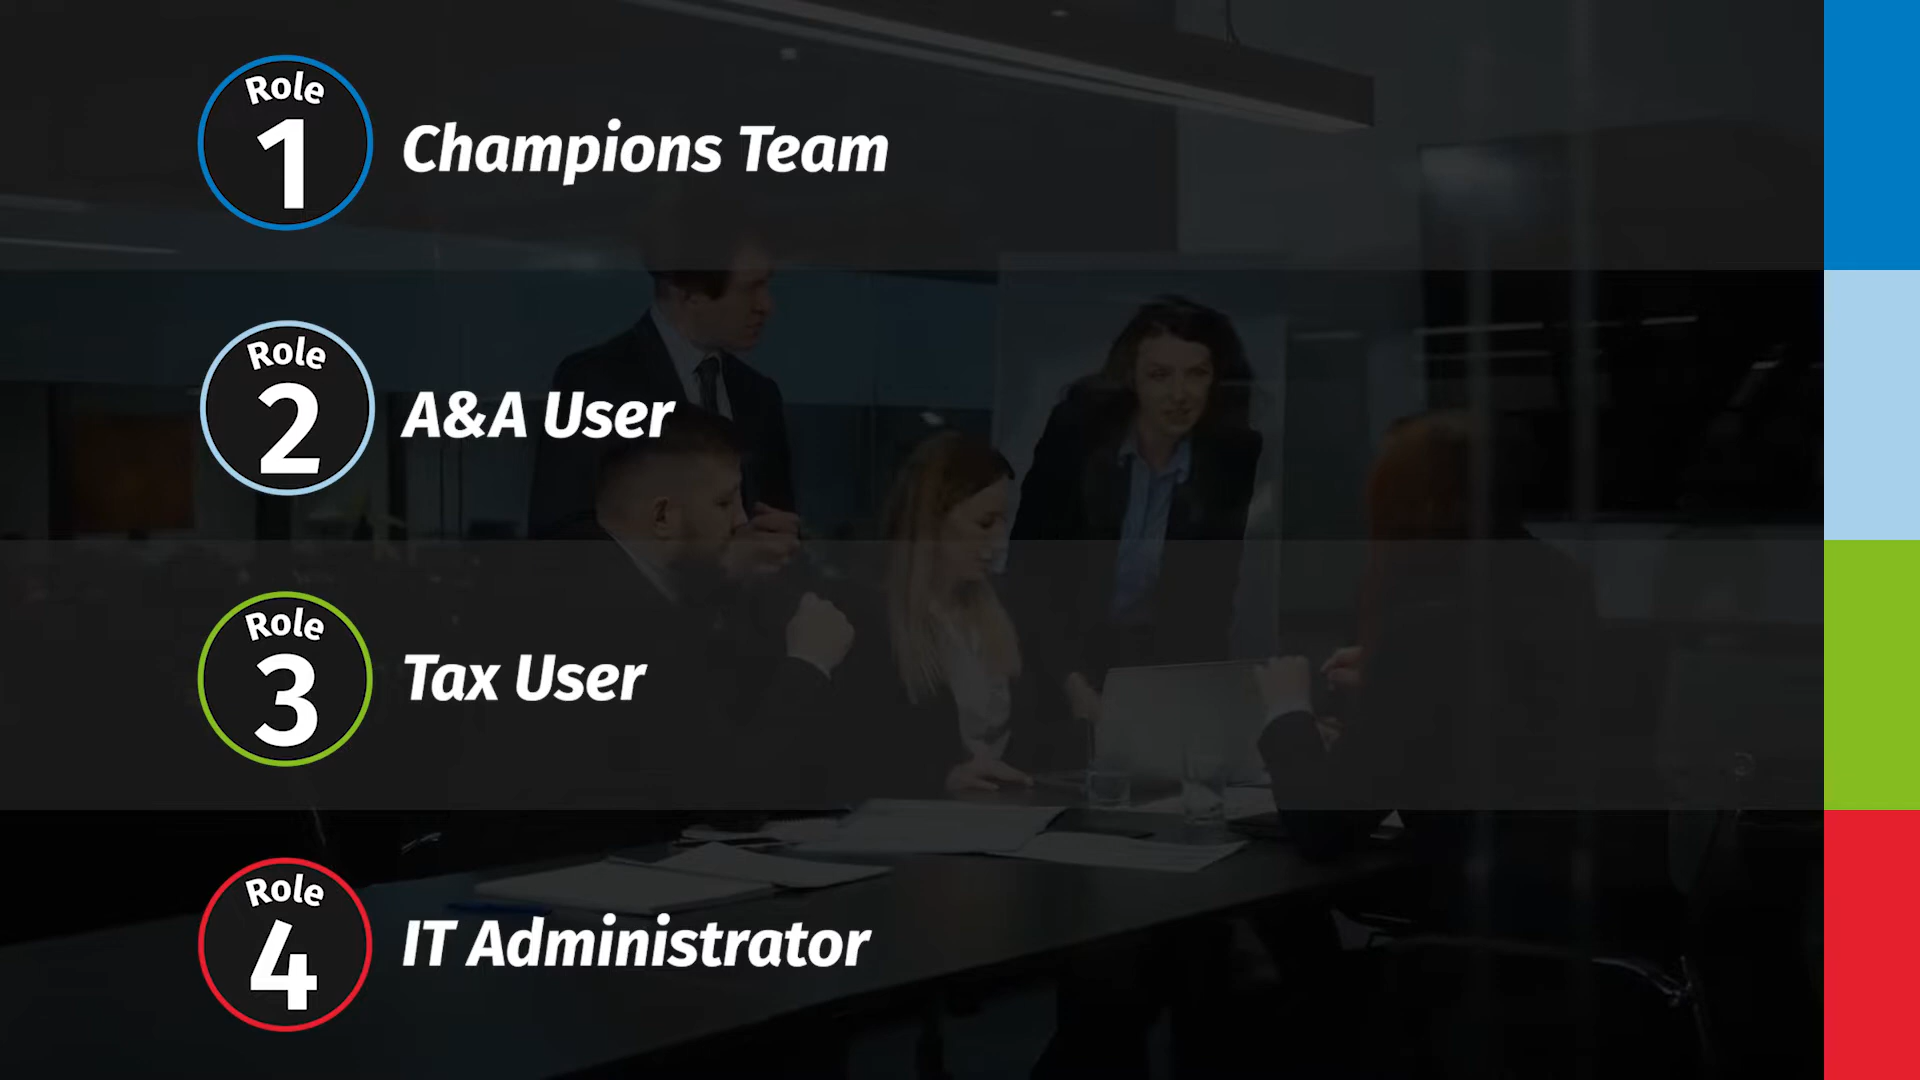 Role
1
Champions Team
Role
2
A&A User
Role
3
Tax User
Role
4
IT Administrator